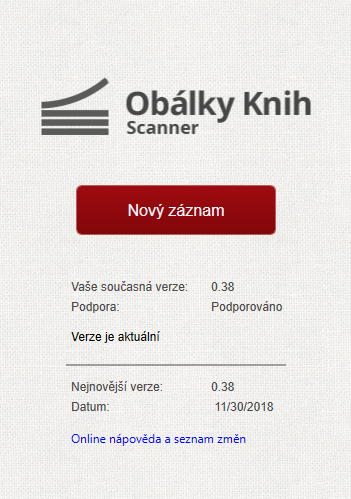 Obálky Knih
Scanner
Nový záznam
Vaše současná verze: 0.38
Podpora: Podporováno
Verze je aktuální
Nejnovější verze: 0.38
Datum: 11/30/2018
Online nápověda a seznam změn